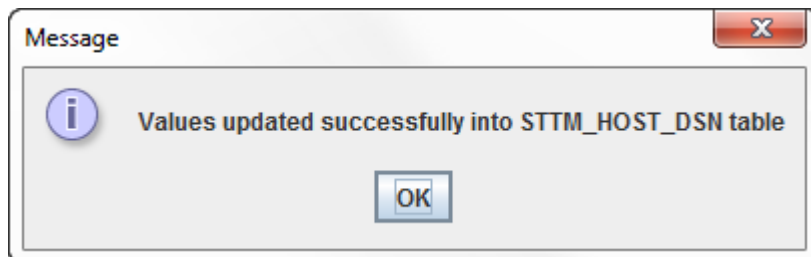 Message
Values updated successfully into STTM_HOST_DSN table
OK